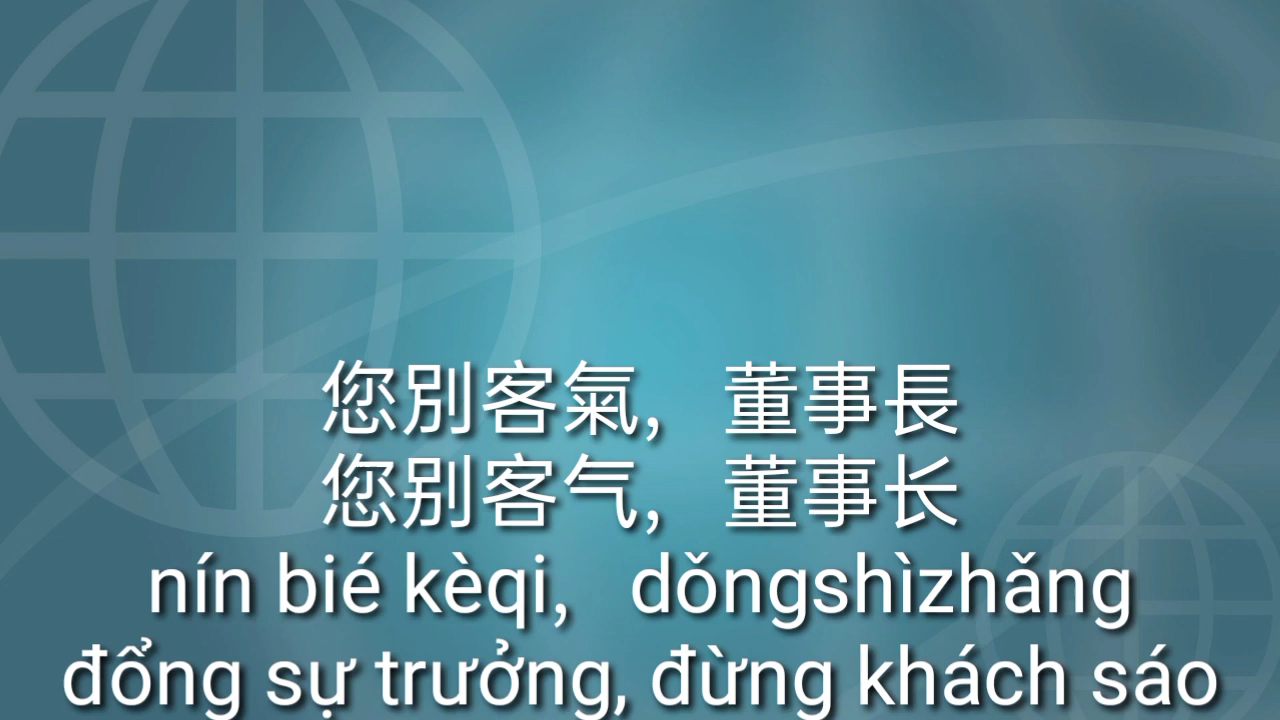 您別客氣，董事長
您别客气，董事长
nín bié kèqi，dǒngshìzhǎng
đổng sự trưởng, đừng khách sáo